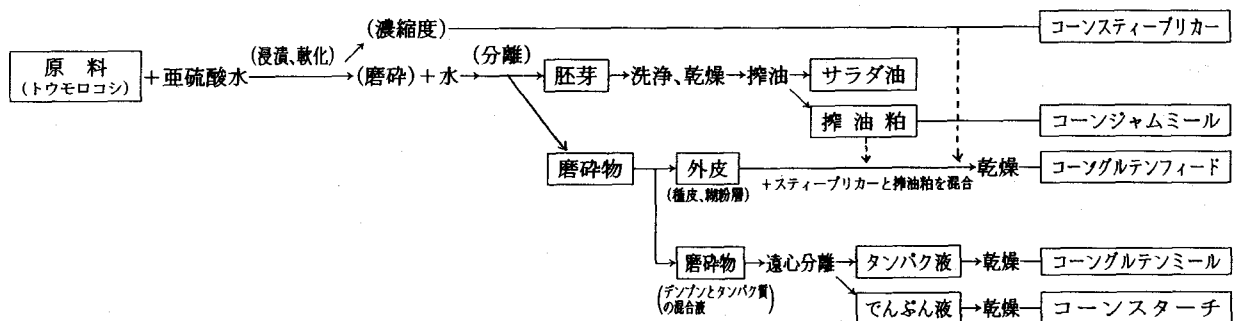 (濃縮度)
コーンスティープリカー
原料
(トウモロコシ)
+亜硫酸水
(浸漬、軟化)
(磨砕)+水
(分離)
胚芽
洗浄、乾燥
搾油
サラダ油
搾油粕
コーンジャムミール
磨砕物
外皮
(種皮、糊粉層)
+スティープリカーと搾油粕を混合
乾燥
コーングルテンフィード
磨砕物
(デンプンとタンパク質
の混合液)
遠心分離
タンパク液
乾燥
コーングルテンミール
でんぷん液
乾燥
コーンスターチ